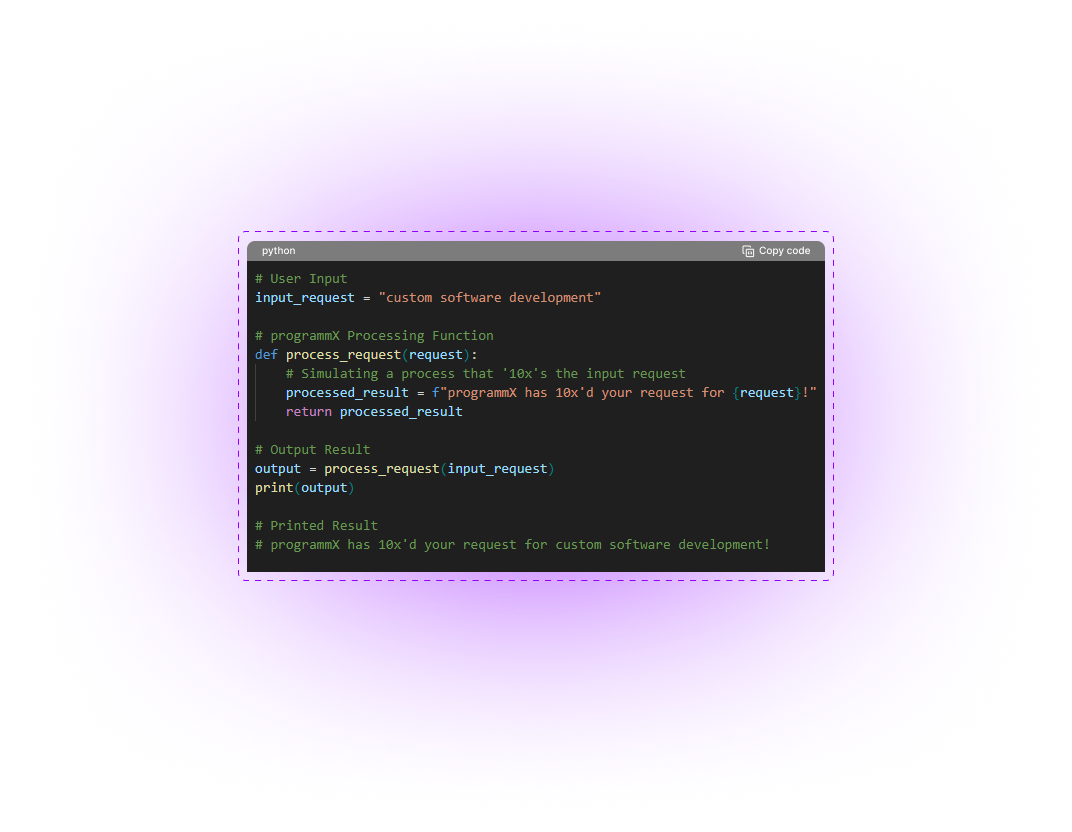 python
Copy code
# User Input
input_request = "custom software development"
# programmX Processing Function
def process_request(request):
    # Simulating a process that '10x's the input request
    processed_result = f"programmX has 10x'd your request for {request}!"
    return processed_result
# Output Result
output = process_request(input_request)
print(output)
# Printed Result
# programmX has 10x'd your request for custom software development!